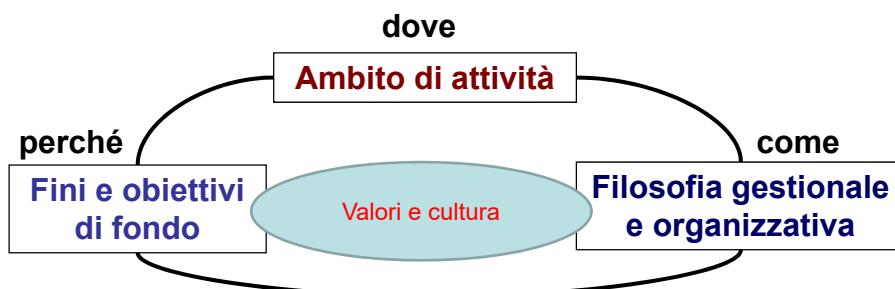 dove
Ambito di attività
perché
come
Fini e obiettivi
di fondo
Valori e cultura
Filosofia gestionale
e organizzativa